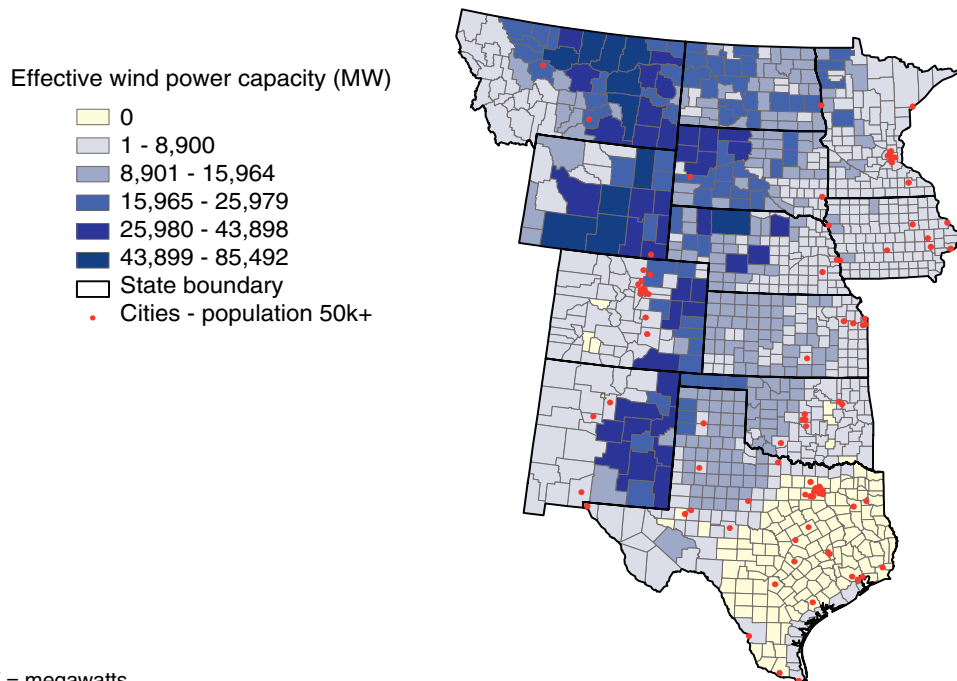 Effective wind power capacity (MW)
0
1 - 8,900
8,901 - 15,964
15,965 - 25,979
25,980 - 43,898
43,899 - 85,492
State boundary
Cities - population 50k+
= megawatts